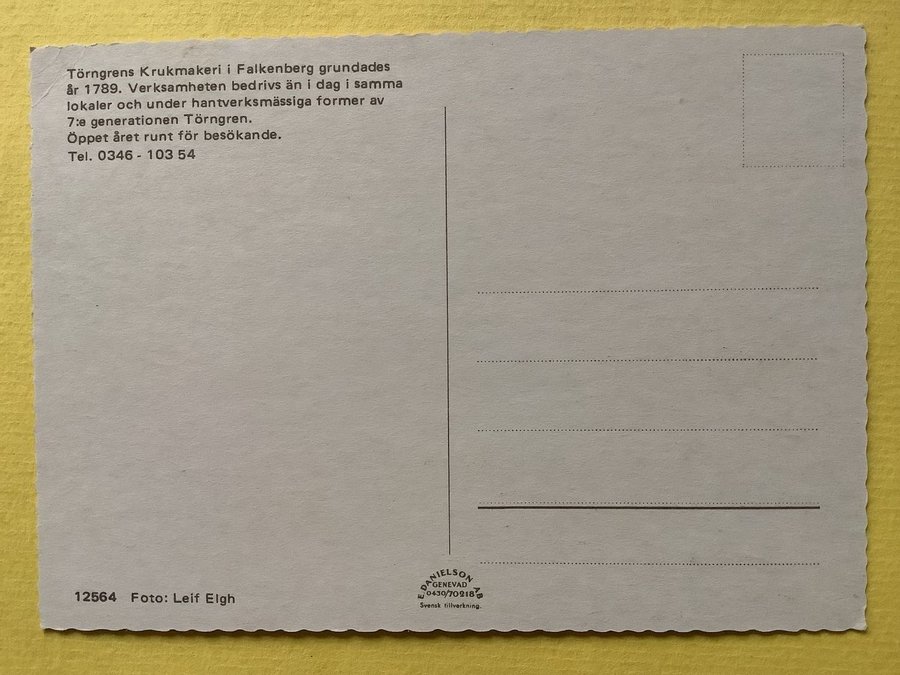 Törngrens Krukmakeri i Falkenberg grundades
år 1789. Verksamheten bedrivs än i dag i samma
lokaler och under hantverksmässiga former av
7:e generationen Törngren.
Öppet året runt för besökande.
Tel. 0346 - 103 54
12564 Foto: Leif Elgh
E. DANIELSON AB
GENEVAD
0430/70218
Svensk tillverkning.